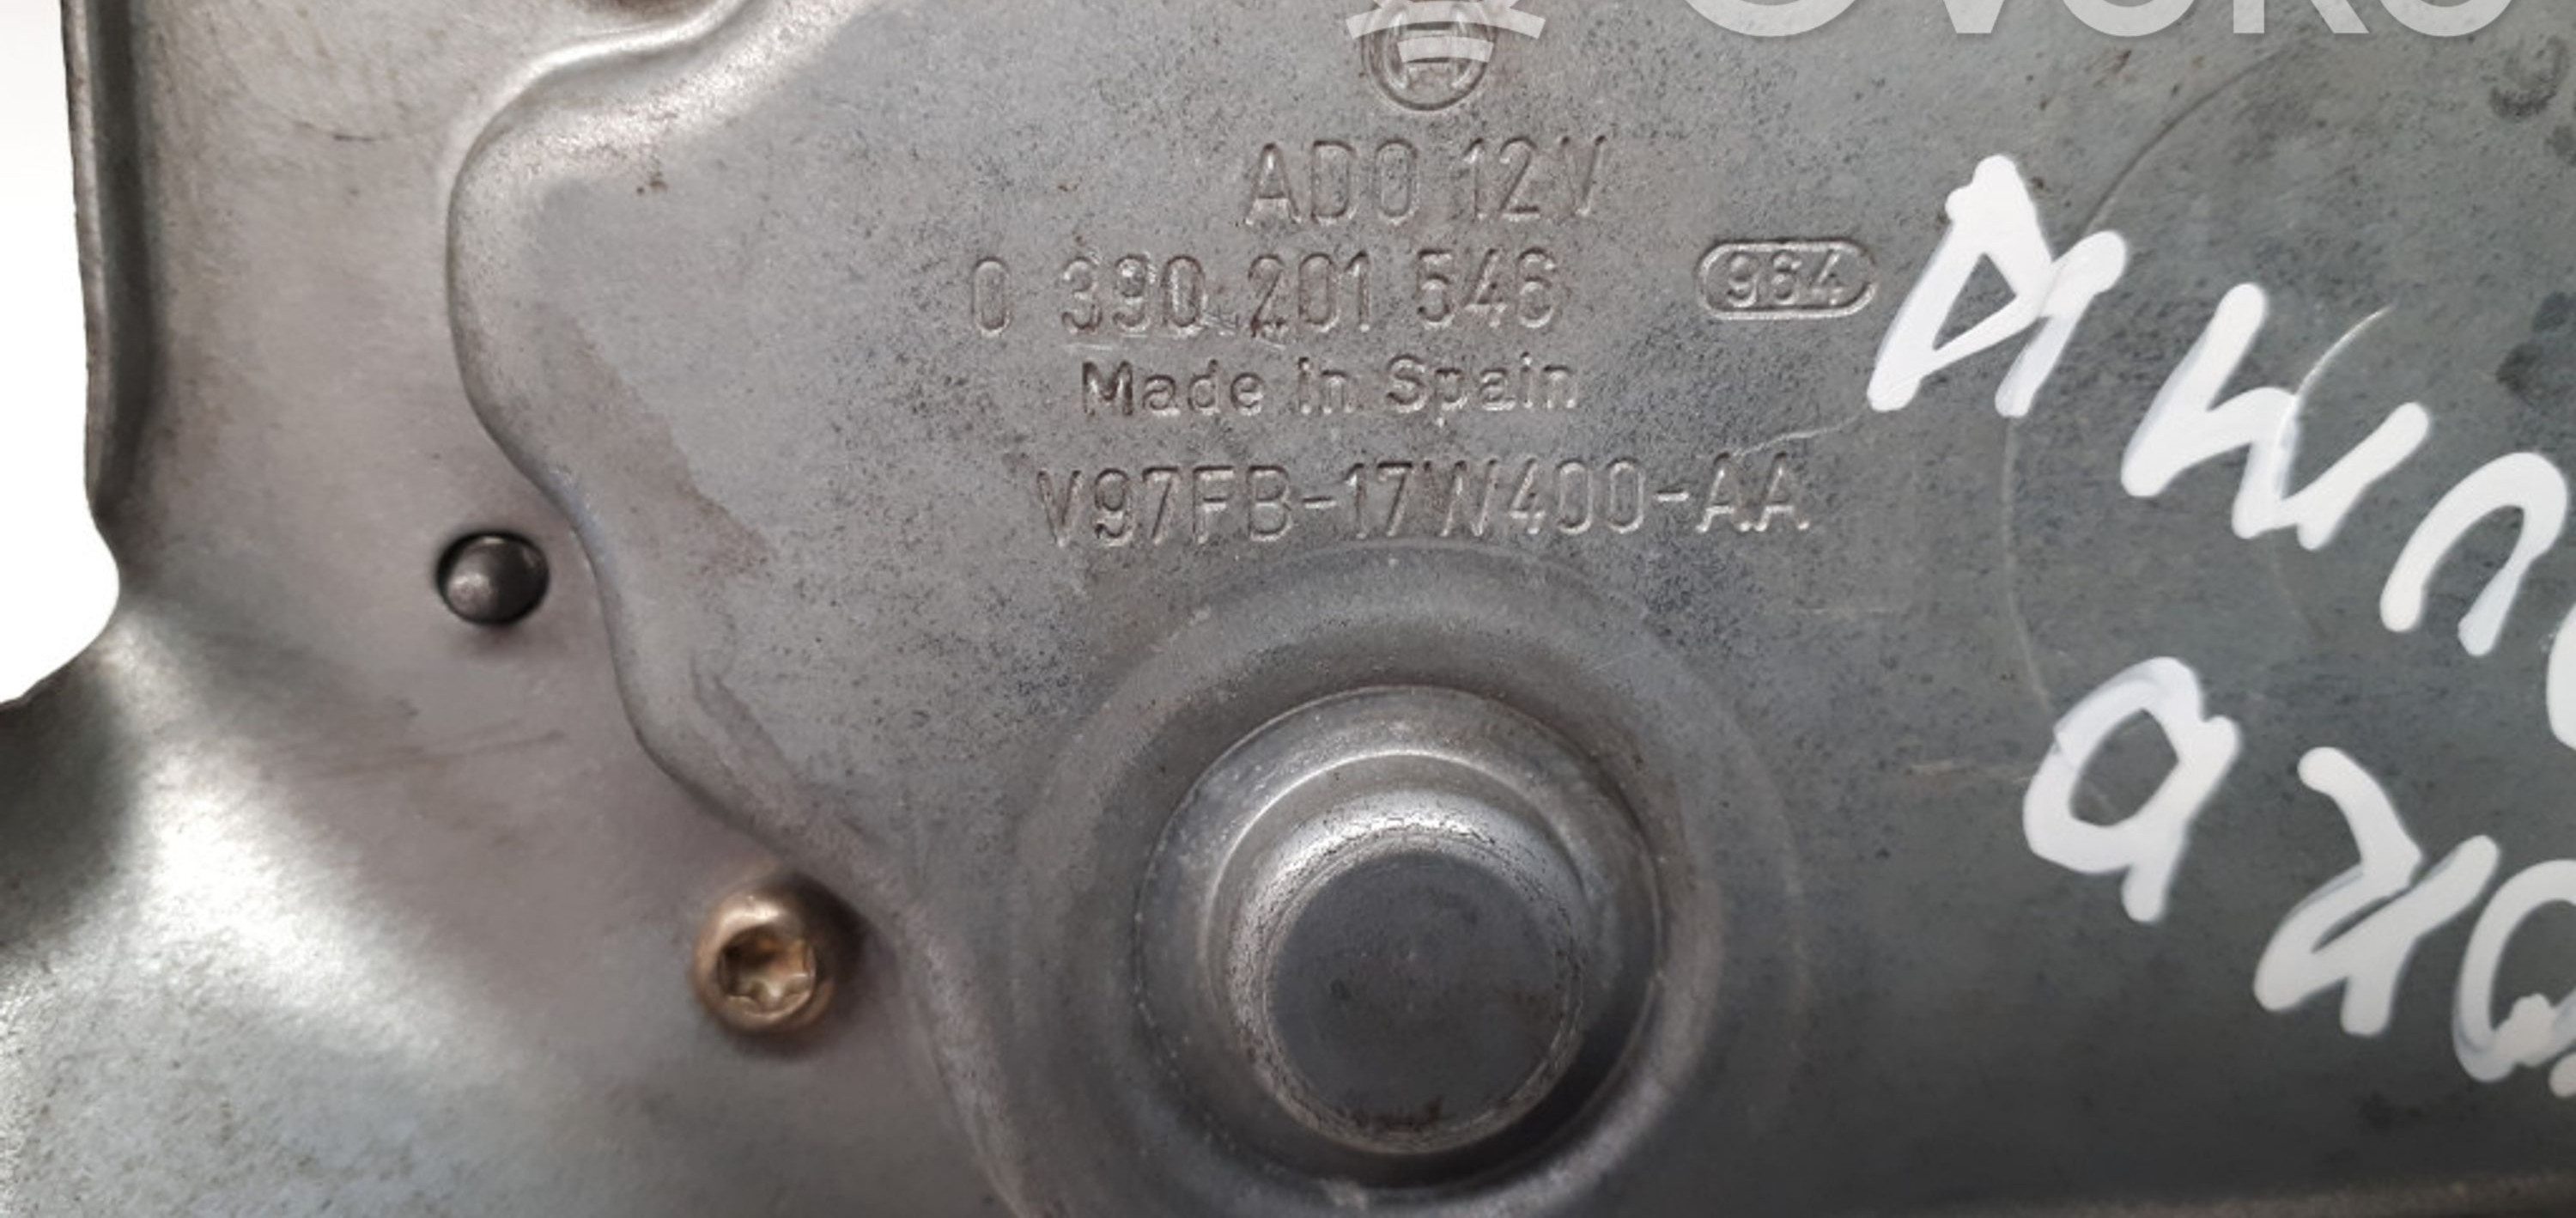 ADO 12V
0 390 201 546
964
Made in Spain
V97FB-17W400-AA